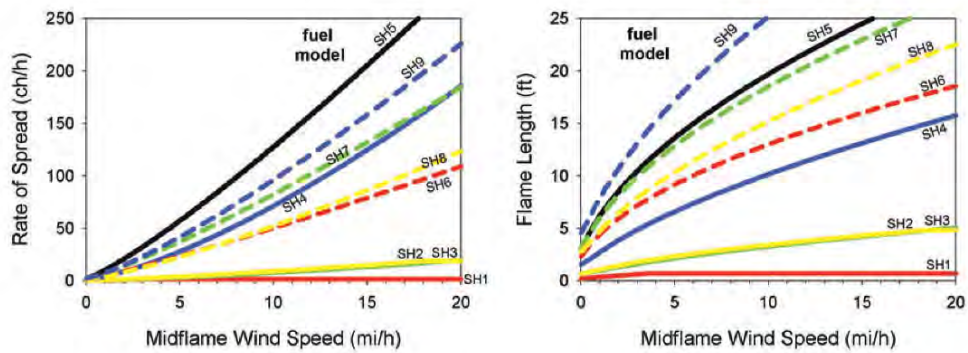 250
200
150
100
50
0
Rate of Spread (ch/h)
fuel
model
SH5
SH9
SH7
SH4
SH8
SH6
SH2 SH3
SH1
0 5 10 15 20
Midflame Wind Speed (mi/h)
25
20
15
10
5
0
Flame Length (ft)
fuel
model
SH9
SH5
SH7
SH8
SH6
SH4
SH2 SH3
SH1
0 5 10 15 20
Midflame Wind Speed (mi/h)